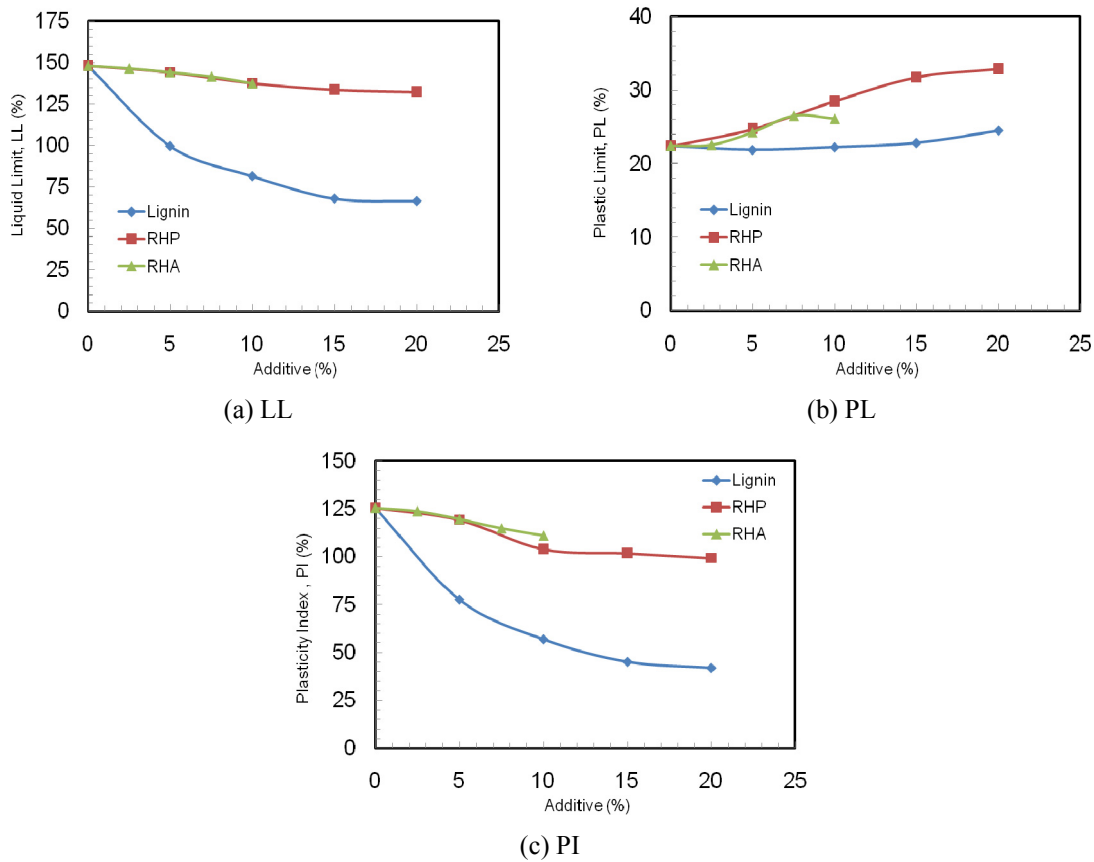 Liquid Limit, LL (%)
175
150
125
100
75
50
25
0
Lignin
RHP
RHA
0 5 10 15 20 25
Additive (%)
(a) LL
Plastic Limit, PL (%)
40
30
20
10
0
Lignin
RHP
RHA
0 5 10 15 20 25
Additive (%)
(b) PL
Plasticity Index , PI (%)
150
125
100
75
50
25
0
Lignin
RHP
RHA
0 5 10 15 20 25
Additive (%)
(c) PI